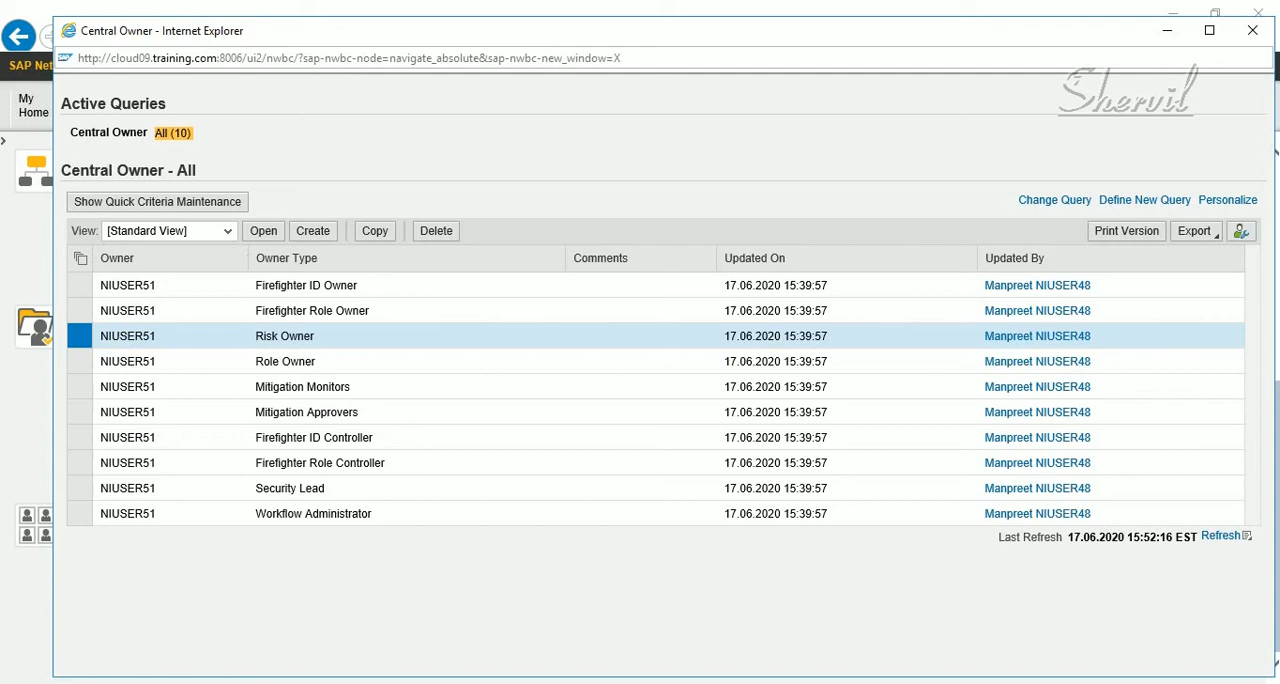 Central Owner - Internet Explorer
http://cloud09.training.com:8006/ui2/nwbc/?sap-nwbc-node=navigate_absolute&sap-nwbc-new_window=X
SAP Net
My
Home
Shervil
Active Queries
Central Owner All (10)
Central Owner - All
Show Quick Criteria Maintenance Change Query Define New Query Personalize
View: [Standard View] Open Create Copy Delete Print Version Export
Owner Owner Type Comments Updated On Updated By
NIUSER51 Firefighter ID Owner 17.06.2020 15:39:57 Manpreet NIUSER48
NIUSER51 Firefighter Role Owner 17.06.2020 15:39:57 Manpreet NIUSER48
NIUSER51 Risk Owner 17.06.2020 15:39:57 Manpreet NIUSER48
NIUSER51 Role Owner 17.06.2020 15:39:57 Manpreet NIUSER48
NIUSER51 Mitigation Monitors 17.06.2020 15:39:57 Manpreet NIUSER48
NIUSER51 Mitigation Approvers 17.06.2020 15:39:57 Manpreet NIUSER48
NIUSER51 Firefighter ID Controller 17.06.2020 15:39:57 Manpreet NIUSER48
NIUSER51 Firefighter Role Controller 17.06.2020 15:39:57 Manpreet NIUSER48
NIUSER51 Security Lead 17.06.2020 15:39:57 Manpreet NIUSER48
NIUSER51 Workflow Administrator 17.06.2020 15:39:57 Manpreet NIUSER48
Last Refresh 17.06.2020 15:52:16 EST Refresh